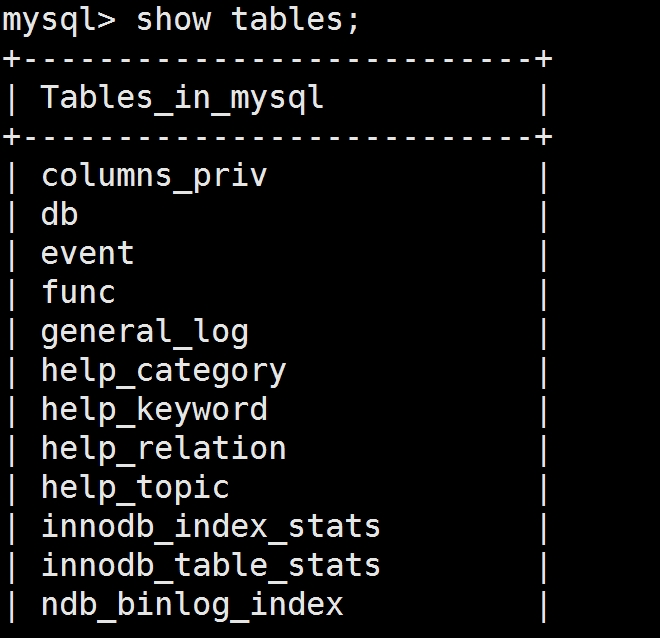 mysql> show tables;
+---------------------------+
| Tables_in_mysql           |
+---------------------------+
| columns_priv              |
| db                        |
| event                     |
| func                      |
| general_log               |
| help_category             |
| help_keyword              |
| help_relation             |
| help_topic                |
| innodb_index_stats        |
| innodb_table_stats        |
| ndb_binlog_index          |